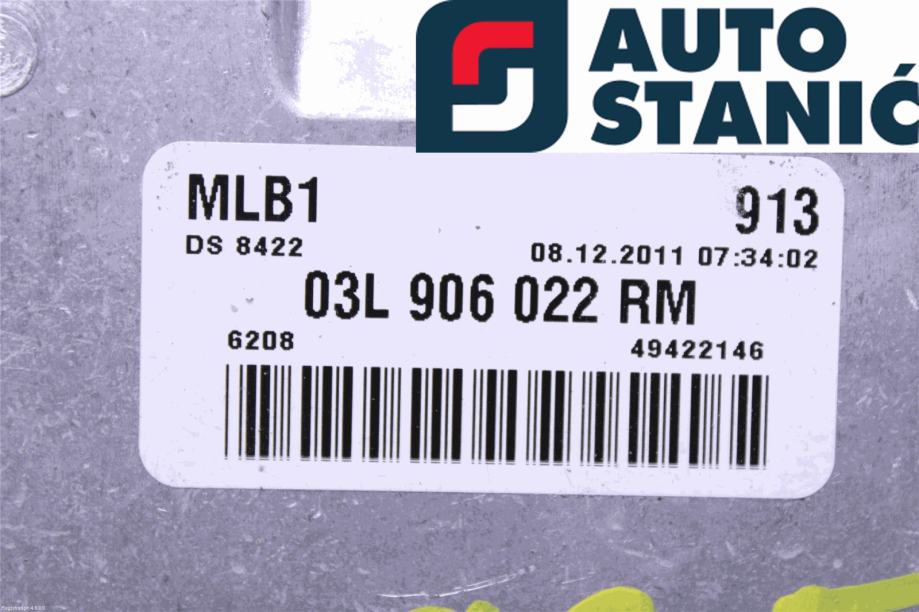 AUTO
STANIĆ
MLB1 913
DS 8422 08.12.2011 07:34:02
03L 906 022 RM
6208 49422146